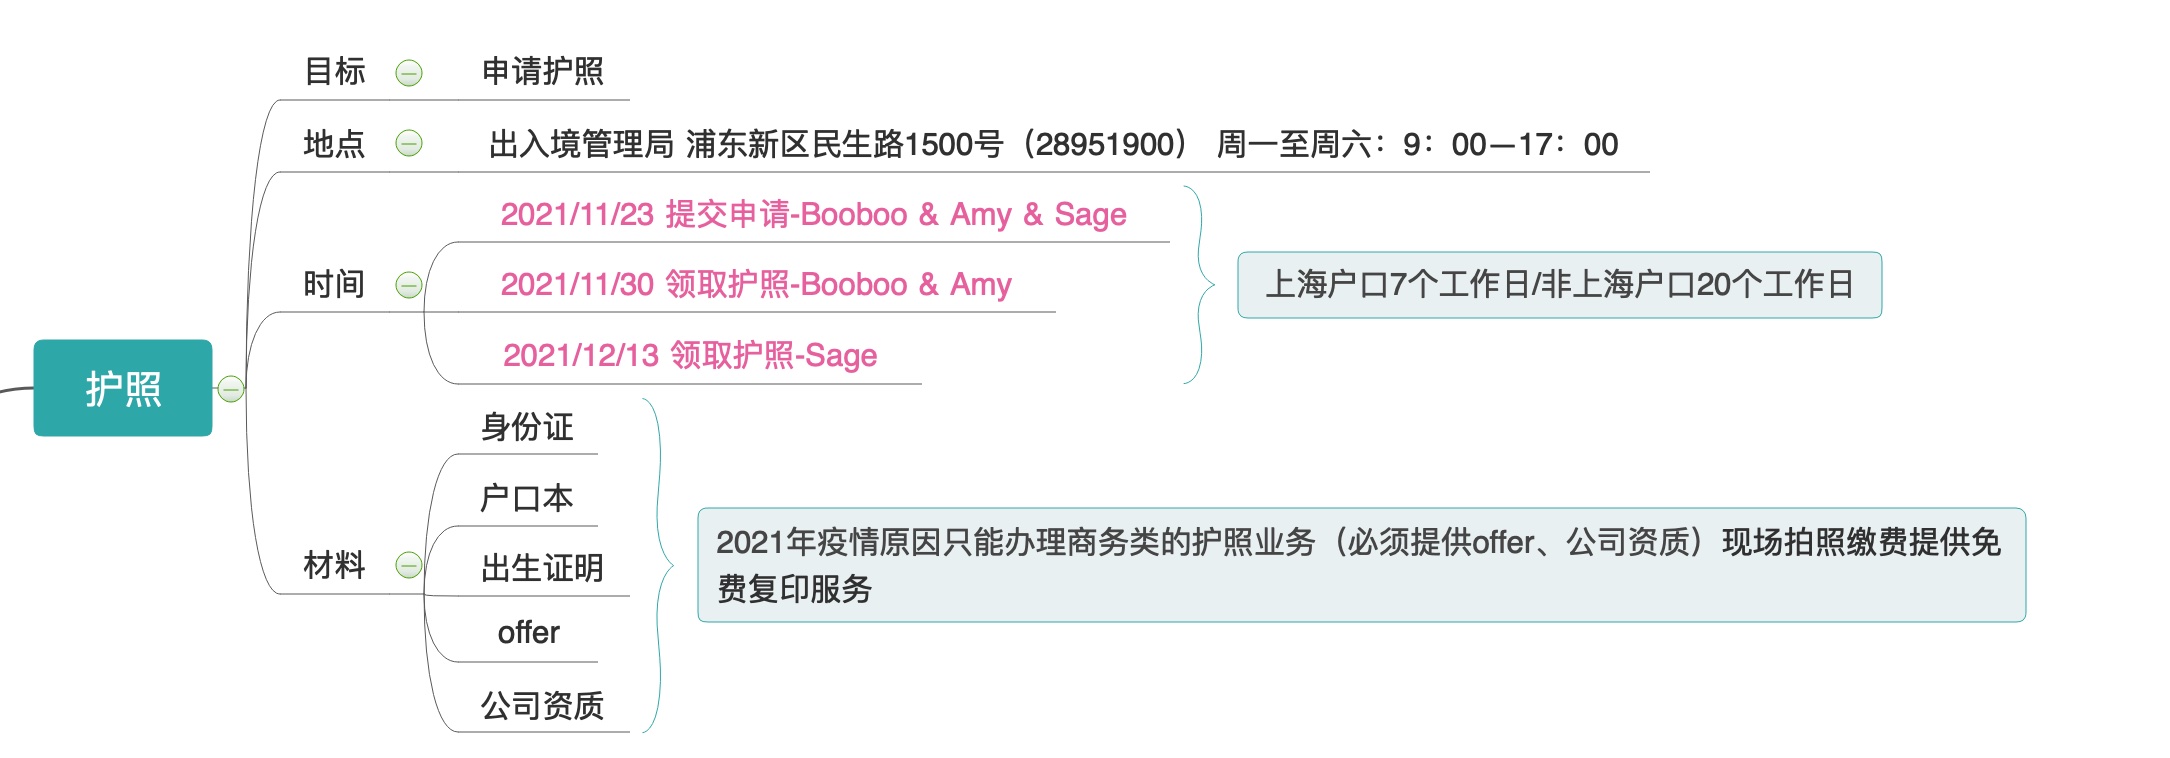 护照
目标
申请护照
地点
出入境管理局 浦东新区民生路1500号（28951900） 周一至周六：9：00—17：00
时间
2021/11/23 提交申请-Booboo & Amy & Sage
2021/11/30 领取护照-Booboo & Amy
2021/12/13 领取护照-Sage
上海户口7个工作日/非上海户口20个工作日
材料
身份证
户口本
出生证明
offer
公司资质
2021年疫情原因只能办理商务类的护照业务（必须提供offer、公司资质）现场拍照缴费提供免
费复印服务